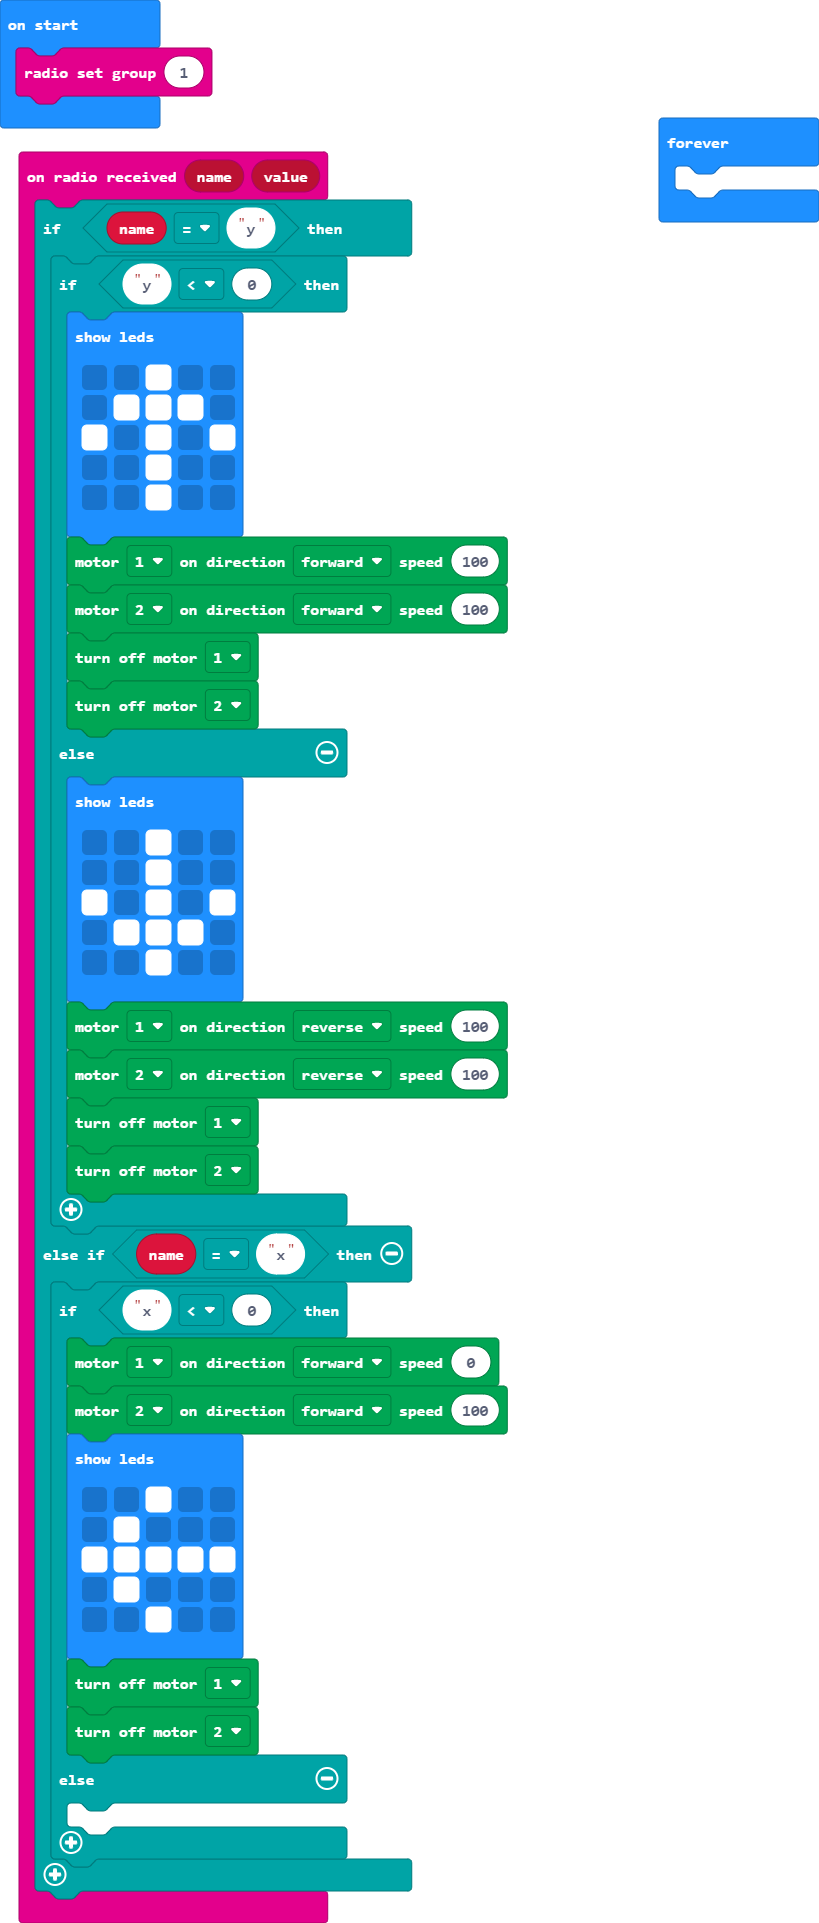 on start
radio set group 1
forever
on radio received name value
if name = "y" then
if "y" < 0 then
show leds
motor 1 on direction forward speed 100
motor 2 on direction forward speed 100
turn off motor 1
turn off motor 2
else
show leds
motor 1 on direction reverse speed 100
motor 2 on direction reverse speed 100
turn off motor 1
turn off motor 2
else if name = "x" then
if "x" < 0 then
motor 1 on direction forward speed 0
motor 2 on direction forward speed 100
show leds
turn off motor 1
turn off motor 2
else